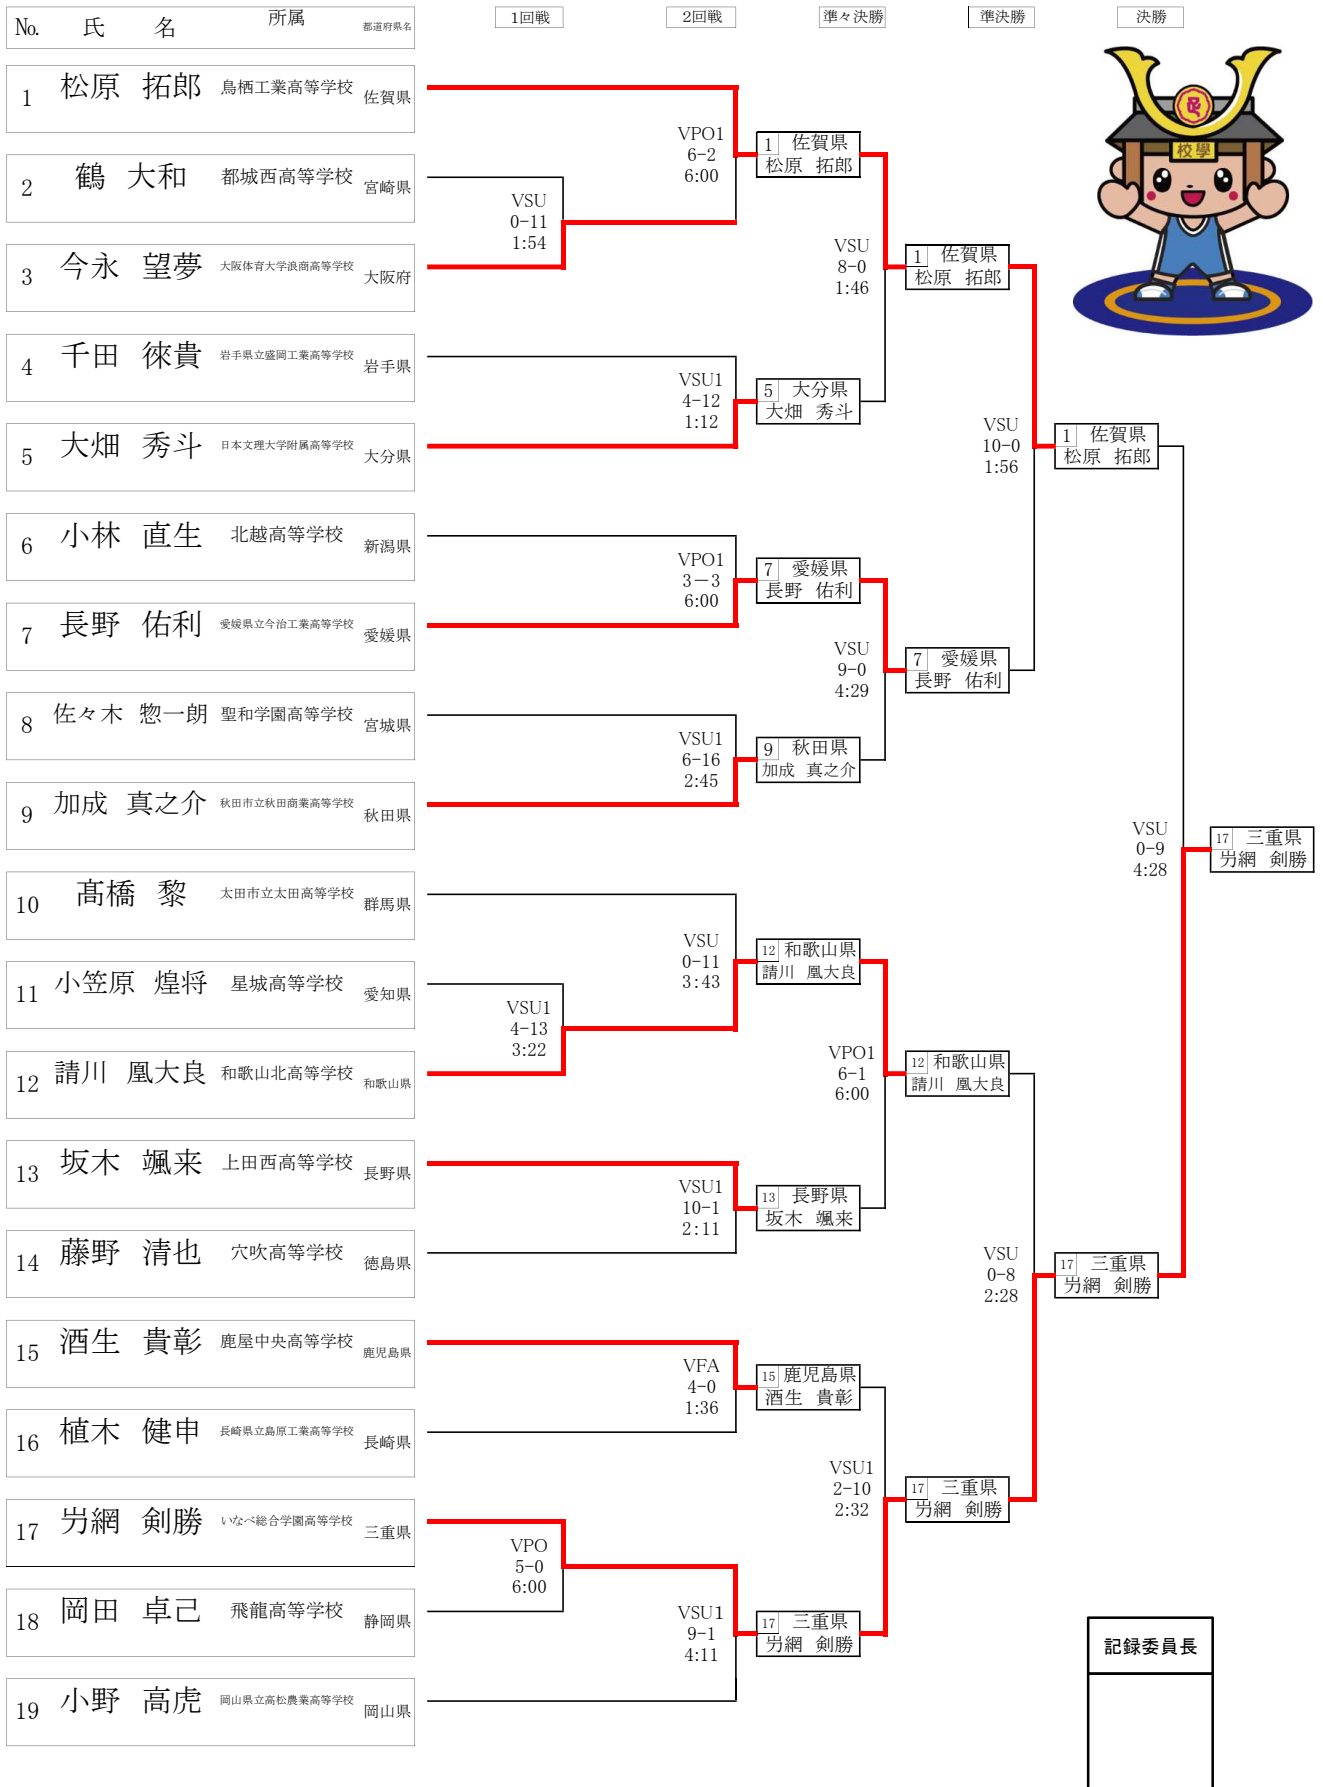 No. 氏 名 所属 都道府県名 1回戦 2回戦 準々決勝 準決勝 決勝
1 松原 拓郎 鳥栖工業高等学校 佐賀県
2 鶴 大和 都城西高等学校 宮崎県
3 今永 望夢 大阪体育大学浪商高等学校 大阪府
4 千田 徠貴 岩手県立盛岡工業高等学校 岩手県
5 大畑 秀斗 日本文理大学附属高等学校 大分県
6 小林 直生 北越高等学校 新潟県
7 長野 佑利 愛媛県立今治工業高等学校 愛媛県
8 佐々木 惣一朗 聖和学園高等学校 宮城県
9 加成 真之介 秋田市立秋田商業高等学校 秋田県
10 髙橋 黎 太田市立太田高等学校 群馬県
11 小笠原 煌将 星城高等学校 愛知県
12 請川 凰大良 和歌山北高等学校 和歌山県
13 坂木 颯来 上田西高等学校 長野県
14 藤野 清也 穴吹高等学校 徳島県
15 酒生 貴彰 鹿屋中央高等学校 鹿児島県
16 植木 健申 長崎県立島原工業高等学校 長崎県
17 屶網 剣勝 いなべ総合学園高等学校 三重県
18 岡田 卓己 飛龍高等学校 静岡県
19 小野 高虎 岡山県立高松農業高等学校 岡山県
VSU
0-11
1:54
VSU1
4-13
3:22
VPO
5-0
6:00
VPO1
6-2
6:00
VSU1
4-12
1:12
VPO1
3－3
6:00
VSU1
6-16
2:45
VSU
0-11
3:43
VSU1
10-1
2:11
VFA
4-0
1:36
VSU1
9-1
4:11
1 佐賀県
松原 拓郎
5 大分県
大畑 秀斗
7 愛媛県
長野 佑利
9 秋田県
加成 真之介
12 和歌山県
請川 凰大良
13 長野県
坂木 颯来
15 鹿児島県
酒生 貴彰
17 三重県
屶網 剣勝
VSU
8-0
1:46
VSU
9-0
4:29
VPO1
6-1
6:00
VSU1
2-10
2:32
1 佐賀県
松原 拓郎
7 愛媛県
長野 佑利
12 和歌山県
請川 凰大良
17 三重県
屶網 剣勝
VSU
10-0
1:56
VSU
0-8
2:28
1 佐賀県
松原 拓郎
17 三重県
屶網 剣勝
VSU
0-9
4:28
17 三重県
屶網 剣勝
校學
記録委員長